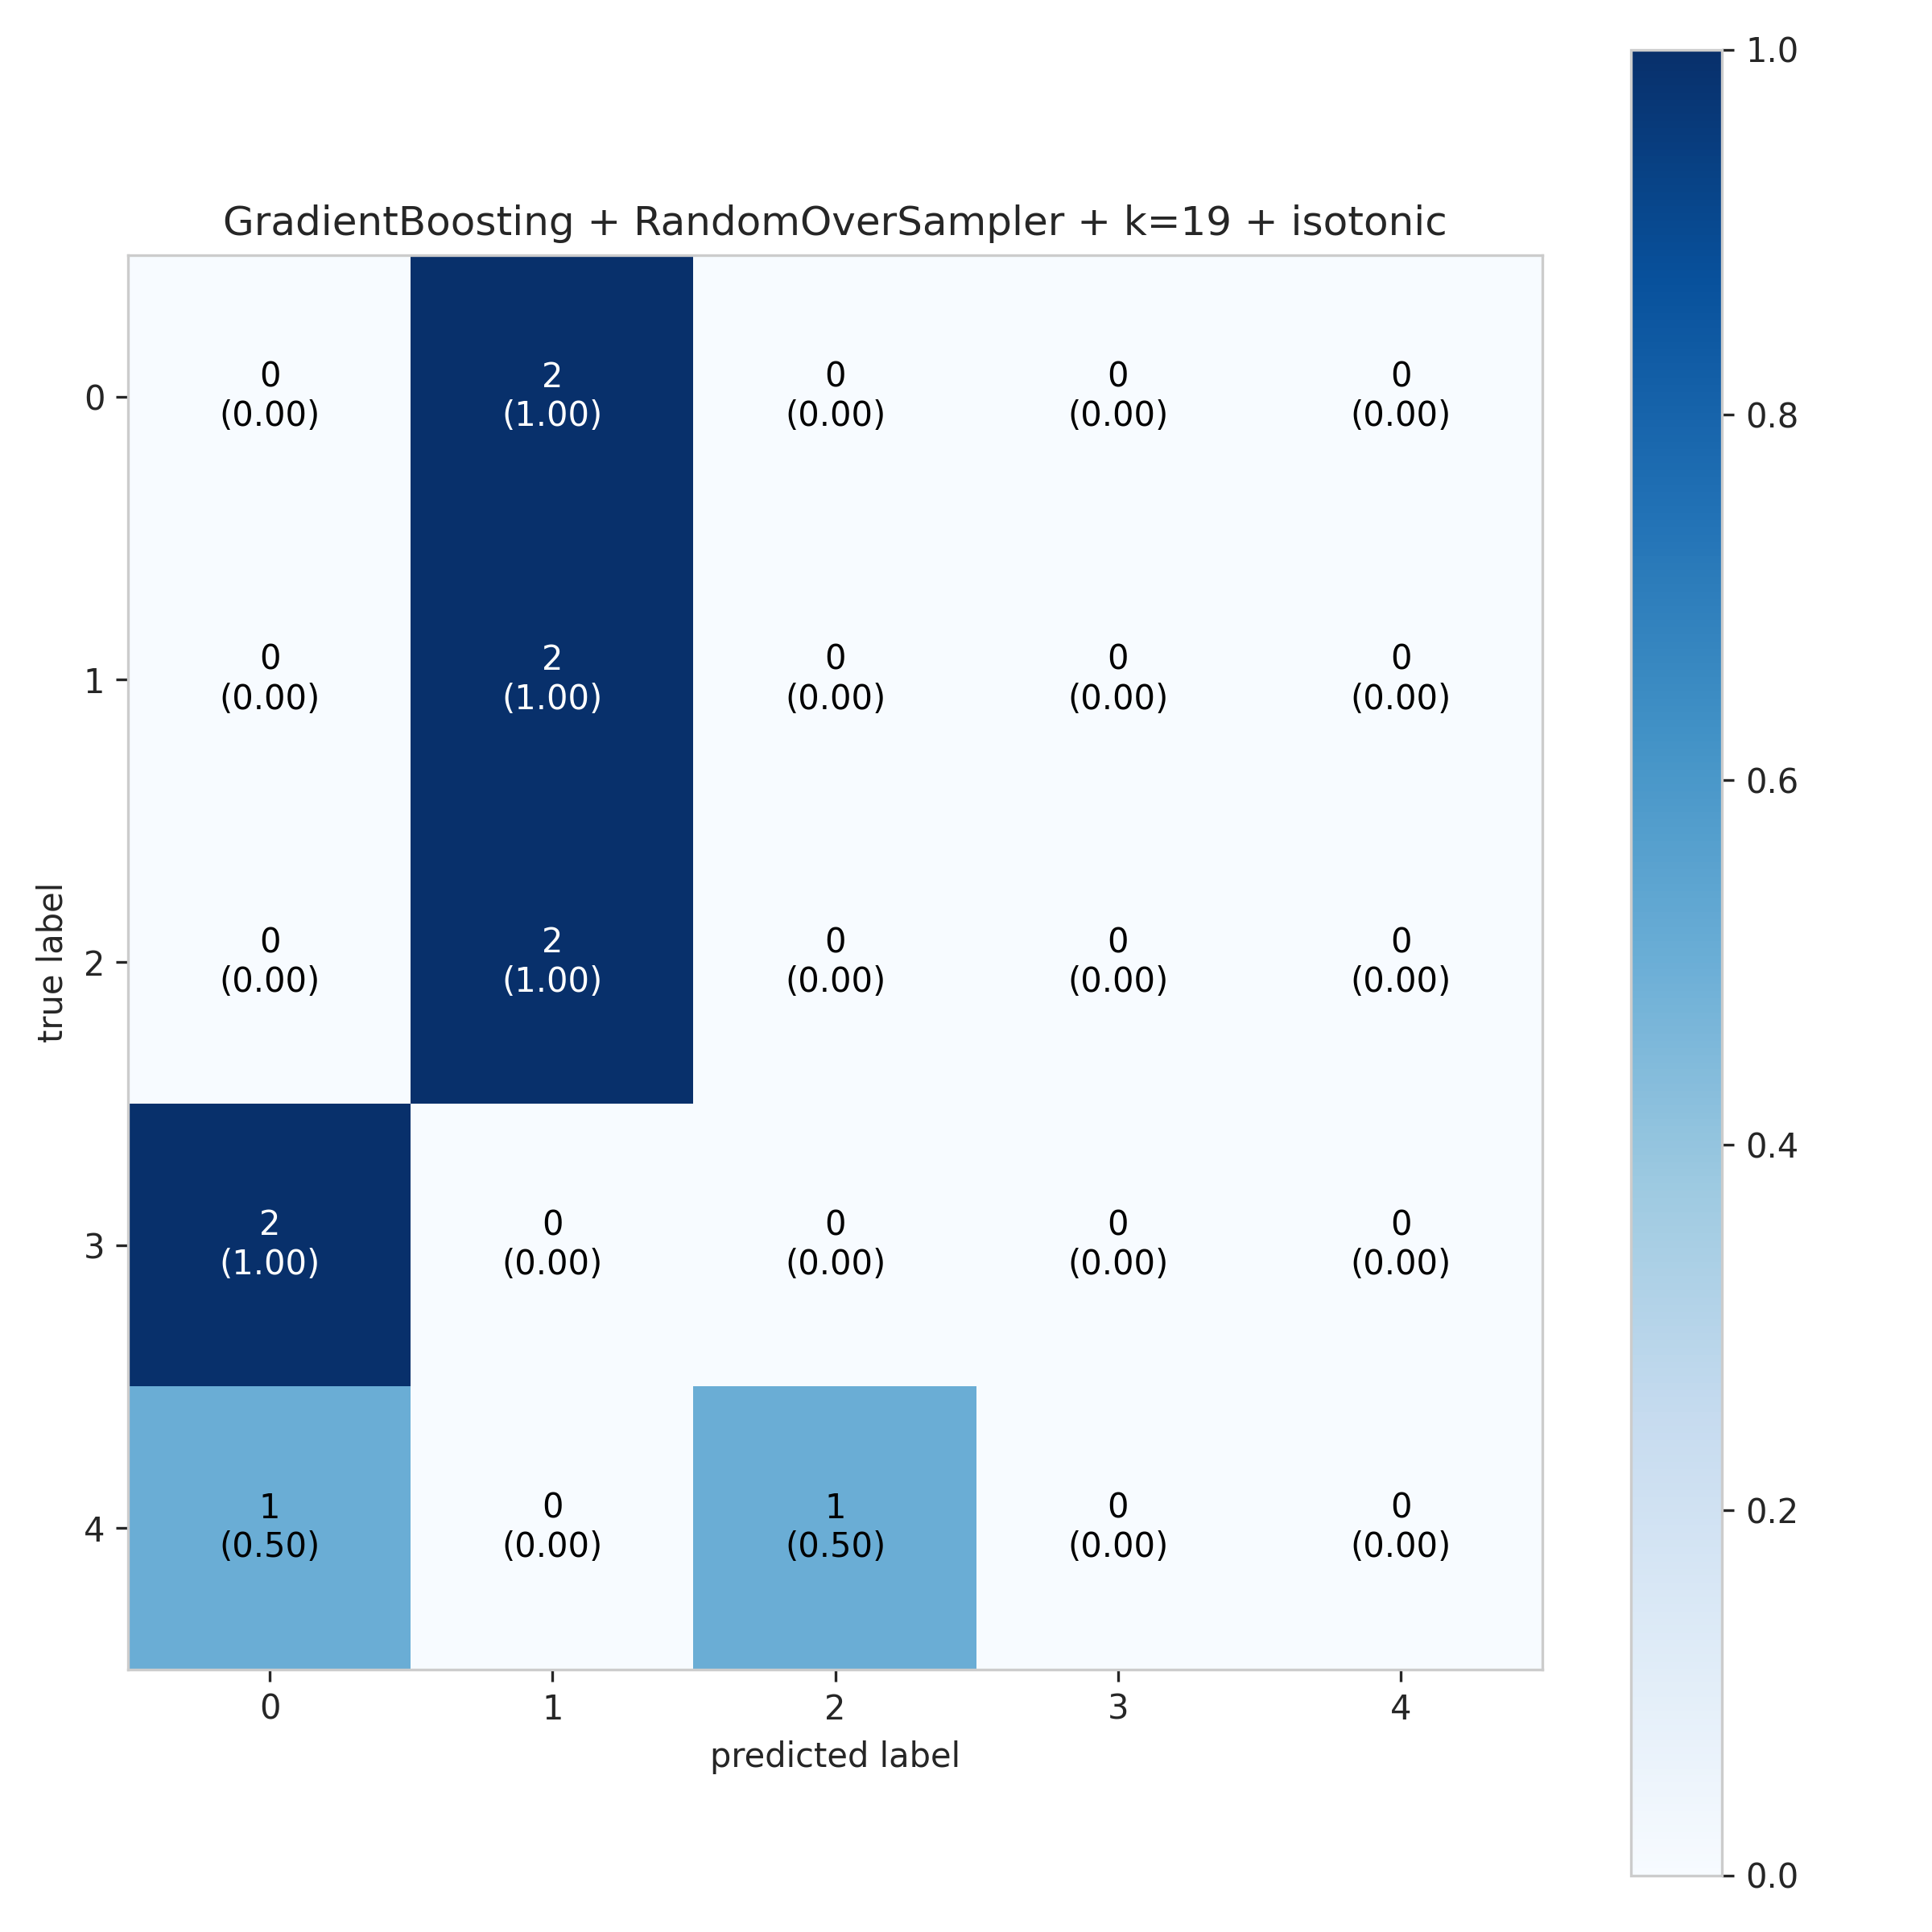 GradientBoosting + RandomOverSampler + k=19 + isotonic
0 2 0 0 0
(0.00) (1.00) (0.00) (0.00) (0.00)
0
0 2 0 0 0
(0.00) (1.00) (0.00) (0.00) (0.00)
1
0 2 0 0 0
(0.00) (1.00) (0.00) (0.00) (0.00)
2
2 0 0 0 0
(1.00) (0.00) (0.00) (0.00) (0.00)
3
1 0 1 0 0
(0.50) (0.00) (0.50) (0.00) (0.00)
4
true label
0 1 2 3 4
predicted label
1.0
0.8
0.6
0.4
0.2
0.0